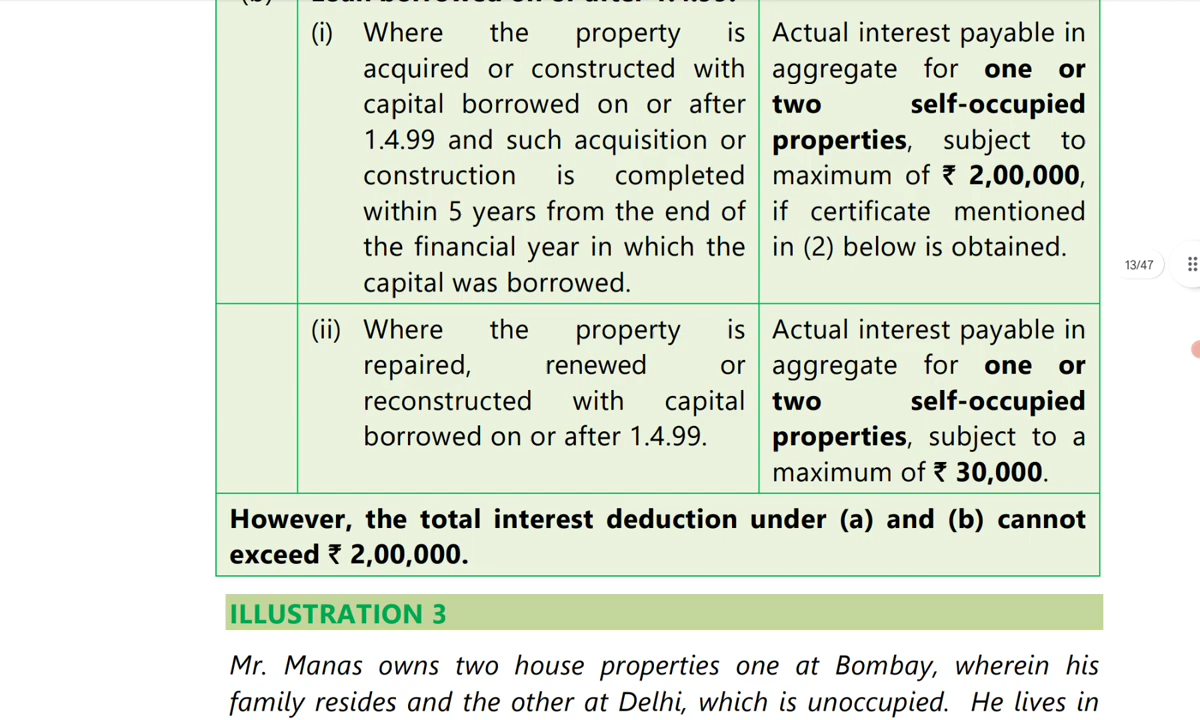 (i) Where the property is
acquired or constructed with
capital borrowed on or after
1.4.99 and such acquisition or
construction is completed
within 5 years from the end of
the financial year in which the
capital was borrowed.
Actual interest payable in
aggregate for one or
two self-occupied
properties, subject to
maximum of ₹ 2,00,000,
if certificate mentioned
in (2) below is obtained.
13/47
(ii) Where the property is
repaired, renewed or
reconstructed with capital
borrowed on or after 1.4.99.
Actual interest payable in
aggregate for one or
two self-occupied
properties, subject to a
maximum of ₹ 30,000.
However, the total interest deduction under (a) and (b) cannot
exceed ₹ 2,00,000.
ILLUSTRATION 3
Mr. Manas owns two house properties one at Bombay, wherein his
family resides and the other at Delhi, which is unoccupied. He lives in